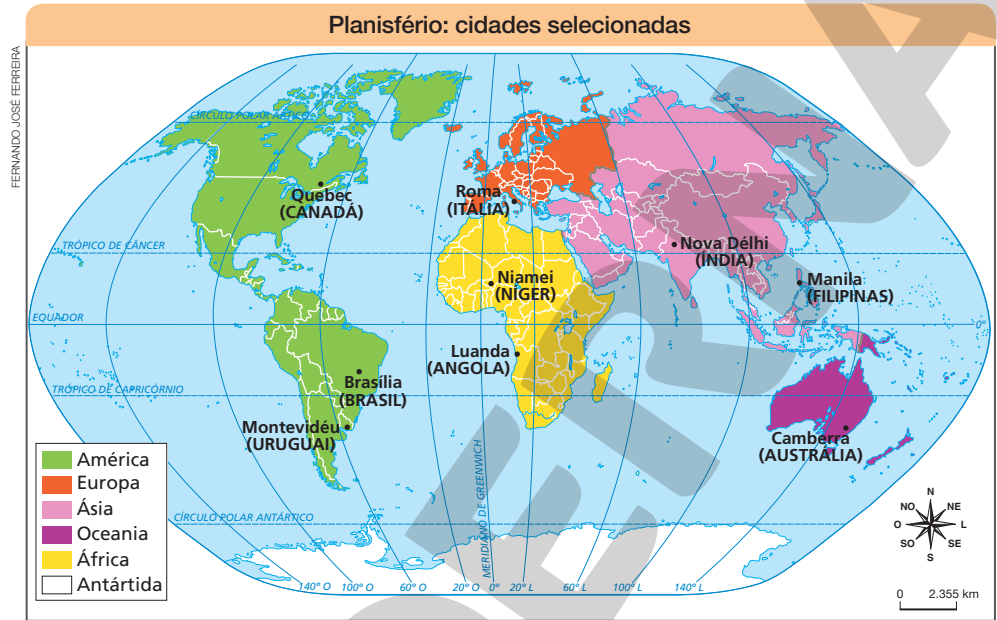 Planisfério: cidades selecionadas
FERNANDO JOSÉ FERREIRA
CÍRCULO POLAR ÁRTICO
Quebec
(CANADÁ)
Roma
(ITÁLIA)
TRÓPICO DE CÂNCER
Nova Délhi
(ÍNDIA)
Niamei
(NÍGER)
Manila
(FILIPINAS)
EQUADOR
0°
Luanda
(ANGOLA)
Brasília
(BRASIL)
TRÓPICO DE CAPRICÓRNIO
Montevidéu
(URUGUAI)
Camberra
(AUSTRÁLIA)
MERIDIANO DE GREENWICH
América
Europa
Ásia
Oceania
África
Antártida
CÍRCULO POLAR ANTÁRTICO
N
NO NE
O L
SO SE
S
140° O 100° O 60° O 20° O 0° 20° L 60° L 100° L 140° L
0 2.355 km